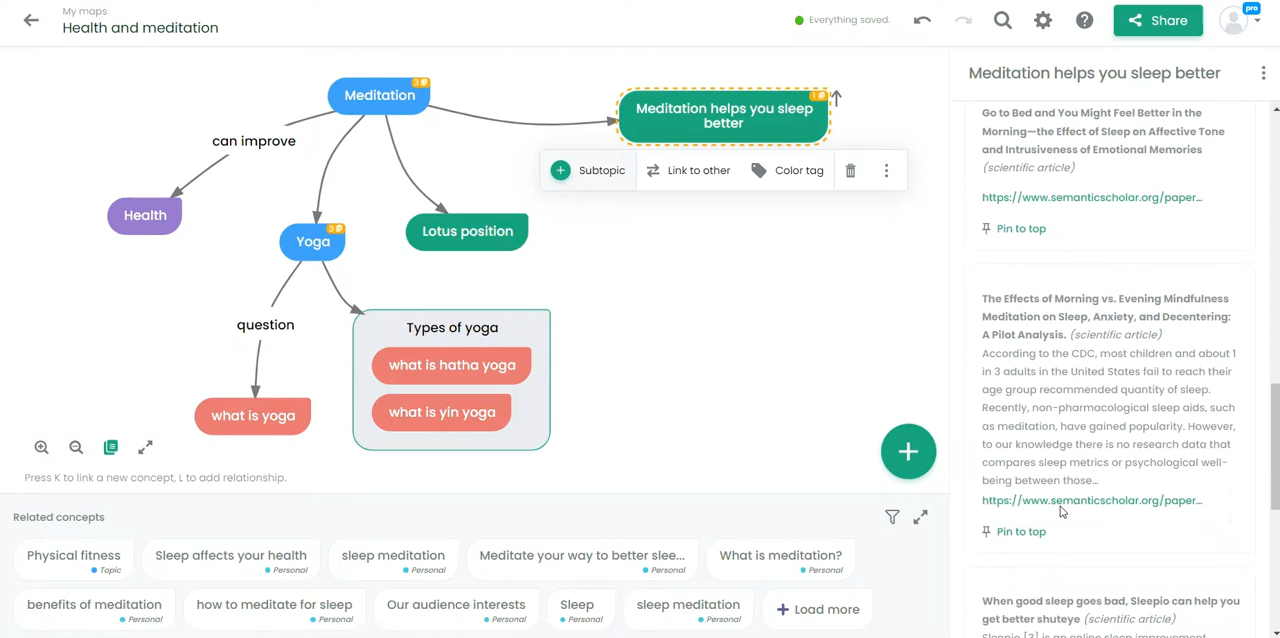 My maps
Health and meditation
Everything saved.
Share
pro
Meditation
3
Meditation helps you sleep
better
1
can improve
Subtopic
Link to other
Color tag
Health
Yoga
3
Lotus position
question
Types of yoga
what is hatha yoga
what is yin yoga
what is yoga
Press K to link a new concept, L to add relationship.
Related concepts
Physical fitness
Topic
Sleep affects your health
Personal
sleep meditation
Personal
Meditate your way to better slee...
Personal
What is meditation?
Personal
benefits of meditation
Personal
how to meditate for sleep
Personal
Our audience interests
Personal
Sleep
Personal
sleep meditation
Personal
Load more
Meditation helps you sleep better
Go to Bed and You Might Feel Better in the
Morning—the Effect of Sleep on Affective Tone
and Intrusiveness of Emotional Memories
(scientific article)
https://www.semanticscholar.org/paper...
Pin to top
The Effects of Morning vs. Evening Mindfulness
Meditation on Sleep, Anxiety, and Decentering:
A Pilot Analysis. (scientific article)
According to the CDC, most children and about 1
in 3 adults in the United States fail to reach their
age group recommended quantity of sleep.
Recently, non-pharmacological sleep aids, such
as meditation, have gained popularity. However,
to our knowledge there is no research data that
compares sleep metrics or psychological well-
being between those...
https://www.semanticscholar.org/paper...
Pin to top
When good sleep goes bad, Sleepio can help you
get better shuteye (scientific article)
Sleepio [3] is an online sleep improvement